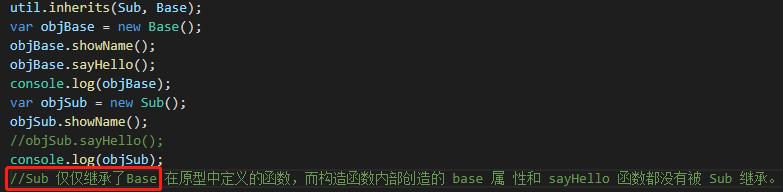 util.inherits(Sub, Base);
var objBase = new Base();
objBase.showName();
objBase.sayHello();
console.log(objBase);
var objSub = new Sub();
objSub.showName();
//objSub.sayHello();
console.log(objSub);
//Sub 仅仅继承了Base 在原型中定义的函数，而构造函数内部创造的 base 属 性和 sayHello 函数都没有被 Sub 继承。